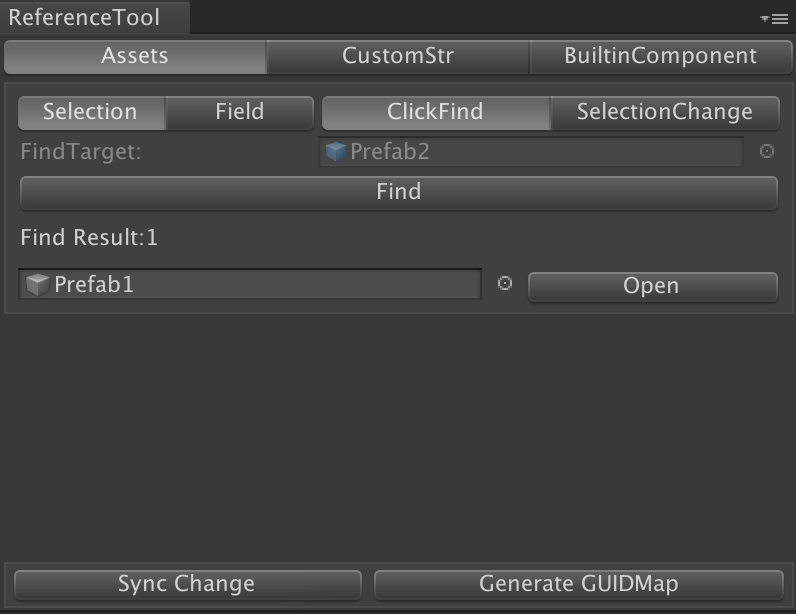 ReferenceTool
Assets CustomStr BuiltinComponent
Selection Field ClickFind SelectionChange
FindTarget: Prefab2
Find
Find Result:1
Prefab1 Open
Sync Change Generate GUIDMap